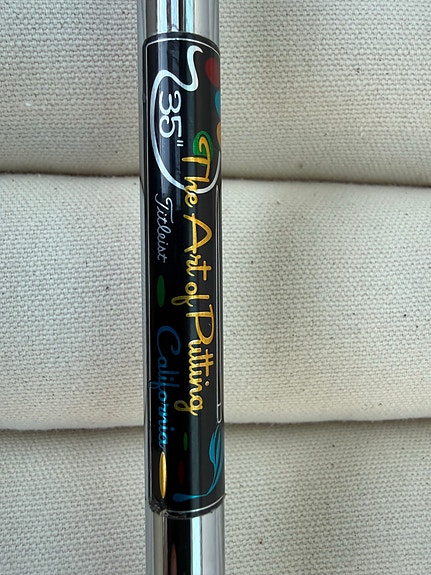 35"
The Art of Putting
Titleist
California